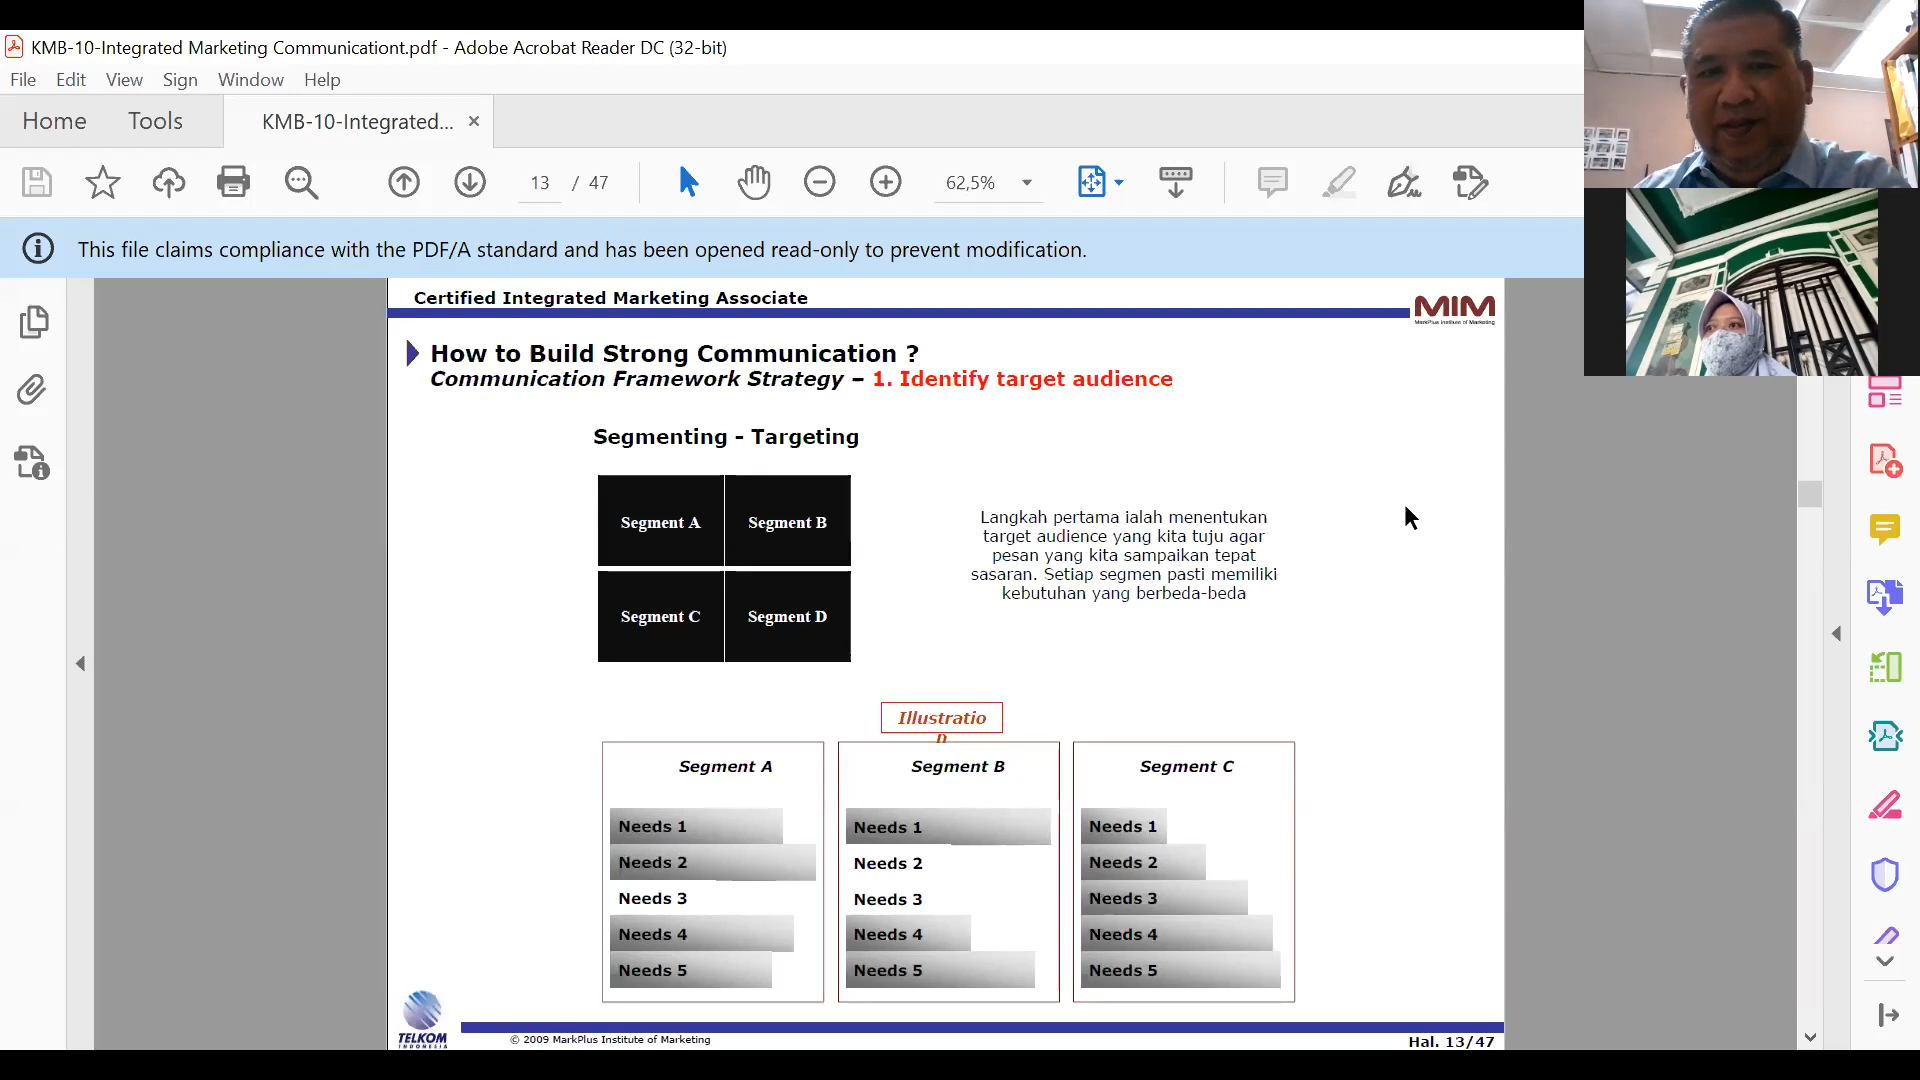 KMB-10-Integrated Marketing Communicationt.pdf - Adobe Acrobat Reader DC (32-bit)
File Edit View Sign Window Help
Home Tools KMB-10-Integrated... ×
13 / 47 62,5%
This file claims compliance with the PDF/A standard and has been opened read-only to prevent modification.
Certified Integrated Marketing Associate
MIM
MarkPlus Institute of Marketing
How to Build Strong Communication ?
Communication Framework Strategy – 1. Identify target audience
Segmenting - Targeting
Segment A Segment B
Segment C Segment D
Langkah pertama ialah menentukan
target audience yang kita tuju agar
pesan yang kita sampaikan tepat
sasaran. Setiap segmen pasti memiliki
kebutuhan yang berbeda-beda
Illustratio
n
Segment A
Needs 1
Needs 2
Needs 3
Needs 4
Needs 5
Segment B
Needs 1
Needs 2
Needs 3
Needs 4
Needs 5
Segment C
Needs 1
Needs 2
Needs 3
Needs 4
Needs 5
TELKOM
INDONESIA
© 2009 MarkPlus Institute of Marketing
Hal. 13/47